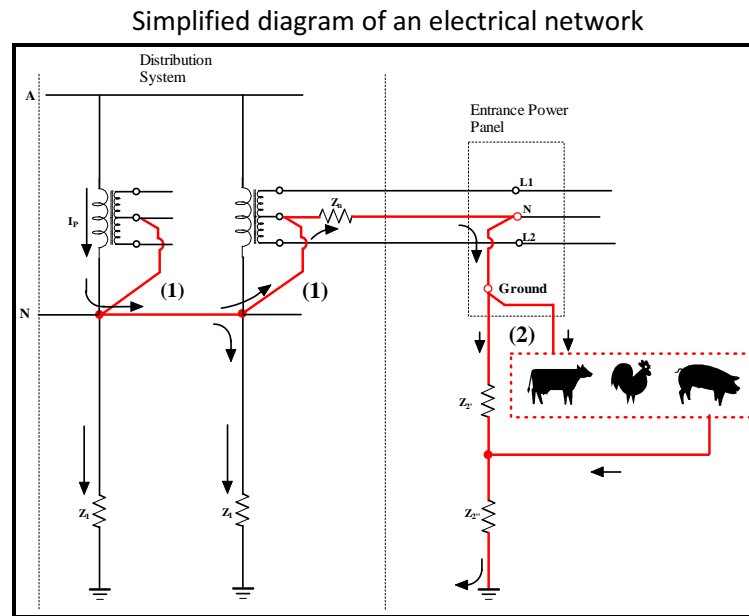 Simplified diagram of an electrical network
Distribution
System
Entrance Power
Panel
A
L1
Zn
N
IP
L2
Ground
(1)
(1)
N
(2)
Z2'
Z1
Z1
Z2''